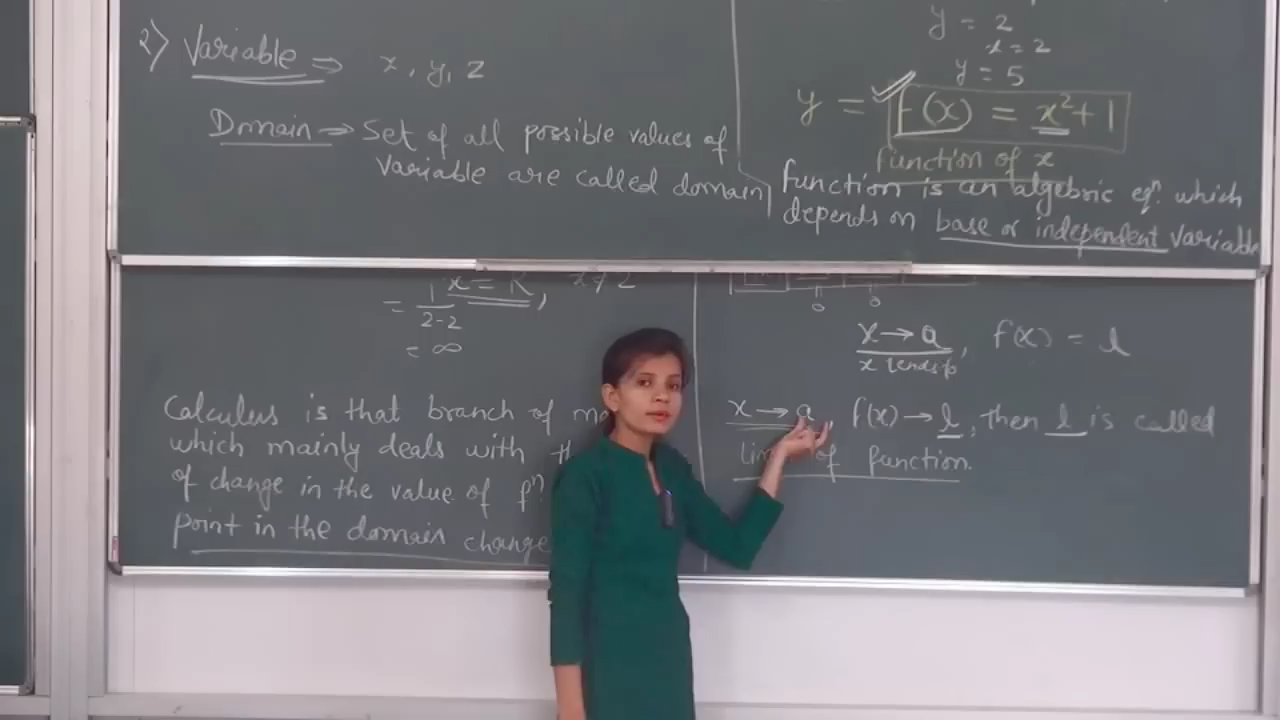 2) Variable ⇒ x, y, z
Domain → Set of all possible values of
variable are called domain
y = 2
x = 2
y = 5
y = f(x) = x²+1
function of x
function is an algebric eqⁿ. which
depends on base or independent variable
x = R, x ≠ 2
= 1/2-2
= ∞
Calculus is that branch of
which mainly deals with
of change in the value of fⁿ
point in the domain change
0 0
x → a, f(x) = l
x tends to
x → a, f(x) → l, then l is called
of function.